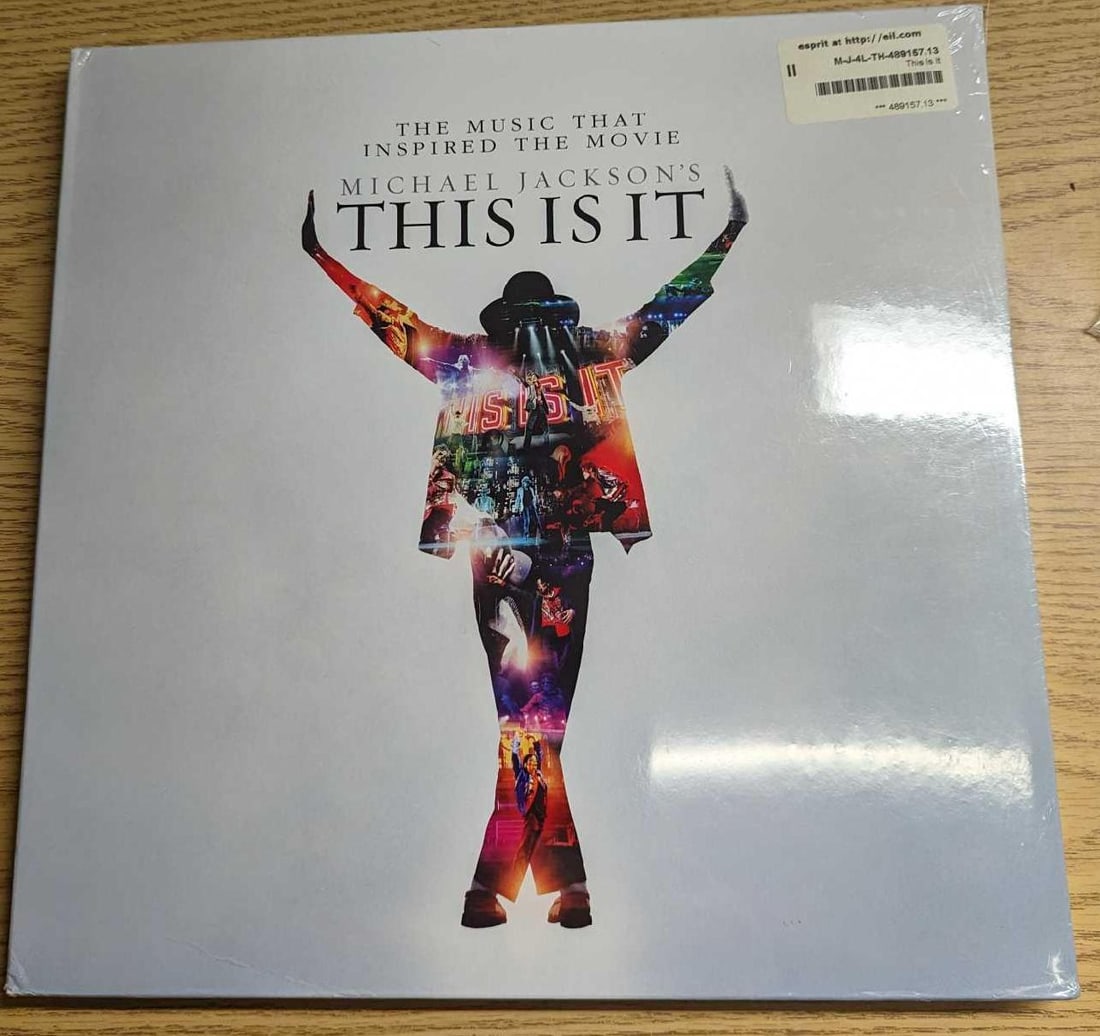 esprit at http://eil.com
M-J-4L-TH-489157.13
This Is It
II
*** 489157.13 ***
THE MUSIC THAT
INSPIRED THE MOVIE
MICHAEL JACKSON'S
THIS IS IT
THIS IS IT